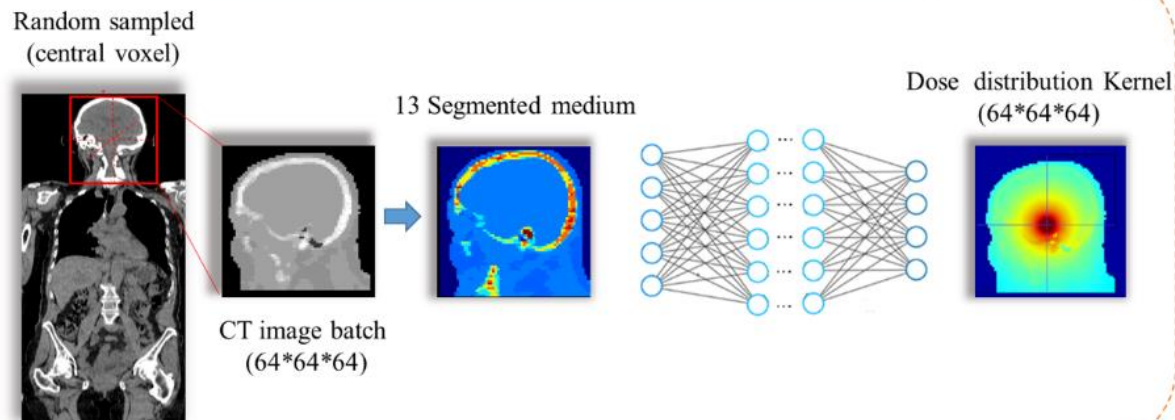 Random sampled
(central voxel)
CT image batch
(64*64*64)
13 Segmented medium
Dose distribution Kernel
(64*64*64)